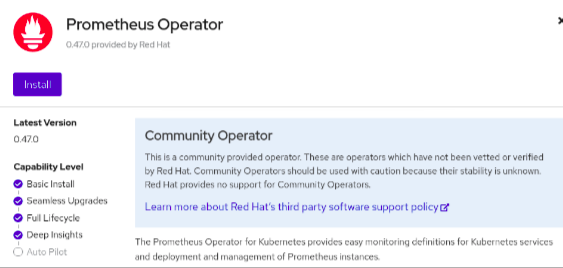 Prometheus Operator
0.47.0 provided by Red Hat
Install
Latest Version
0.47.0
Capability Level
Basic Install
Seamless Upgrades
Full Lifecycle
Deep Insights
Auto Pilot
Community Operator
This is a community provided operator. These are operators which have not been vetted or verified
by Red Hat. Community Operators should be used with caution because their stability is unknown.
Red Hat provides no support for Community Operators.
Learn more about Red Hat's third party software support policy
The Prometheus Operator for Kubernetes provides easy monitoring definitions for Kubernetes services
and deployment and management of Prometheus instances.